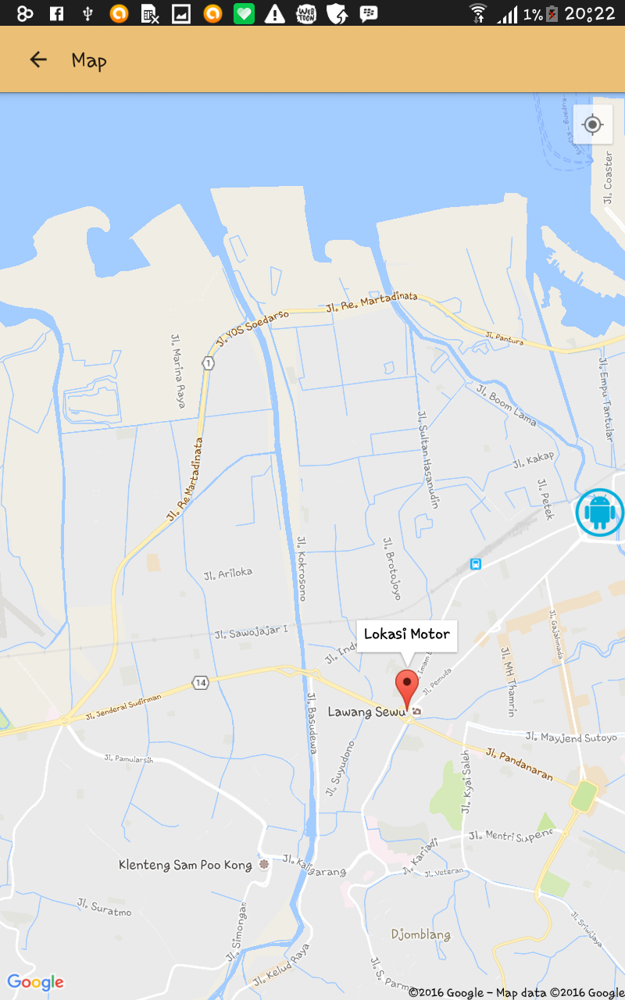 1% 20:22
WEB
TOON
Map
Kupang - Kijang
Jl. Coaster
Jl. Re. Martadinata
Jl. YOS Soedarso
Jl. Pantura
Jl. Marina Raya
1
Jl. Empu Tantular
Jl. Boom Lama
Jl. Sultan Hasanudin
Jl. Re Martadinata
Jl. Kakap
Jl. Petek
Jl. Kokrosono
Jl. Brotojoyo
Jl. Ariloka
Jl. Sawojajar I
Jl. Gajahmada
Lokasi Motor
Jl. Indr
Jl. MH Thamrin
Imam B
14
Jl. Pemuda
Jl. Jenderal Sudirman
Jl. Basudewa
Lawang Sewu
Jl. Mayjend Sutoyo
Jl. Pamularsih
Jl. Suyudono
Jl. Kyai Saleh
Jl. Pandanaran
Jl. Mentri Supeno
Jl. Kariadi
Klenteng Sam Poo Kong
Jl. Kaligarang
Jl. Veteran
Jl. Suratmo
Jl. Simongan
Jl. Sriwijaya
Djomblang
Jl. Kelud Raya
Jl. S. Parm
Google
©2016 Google - Map data ©2016 Google